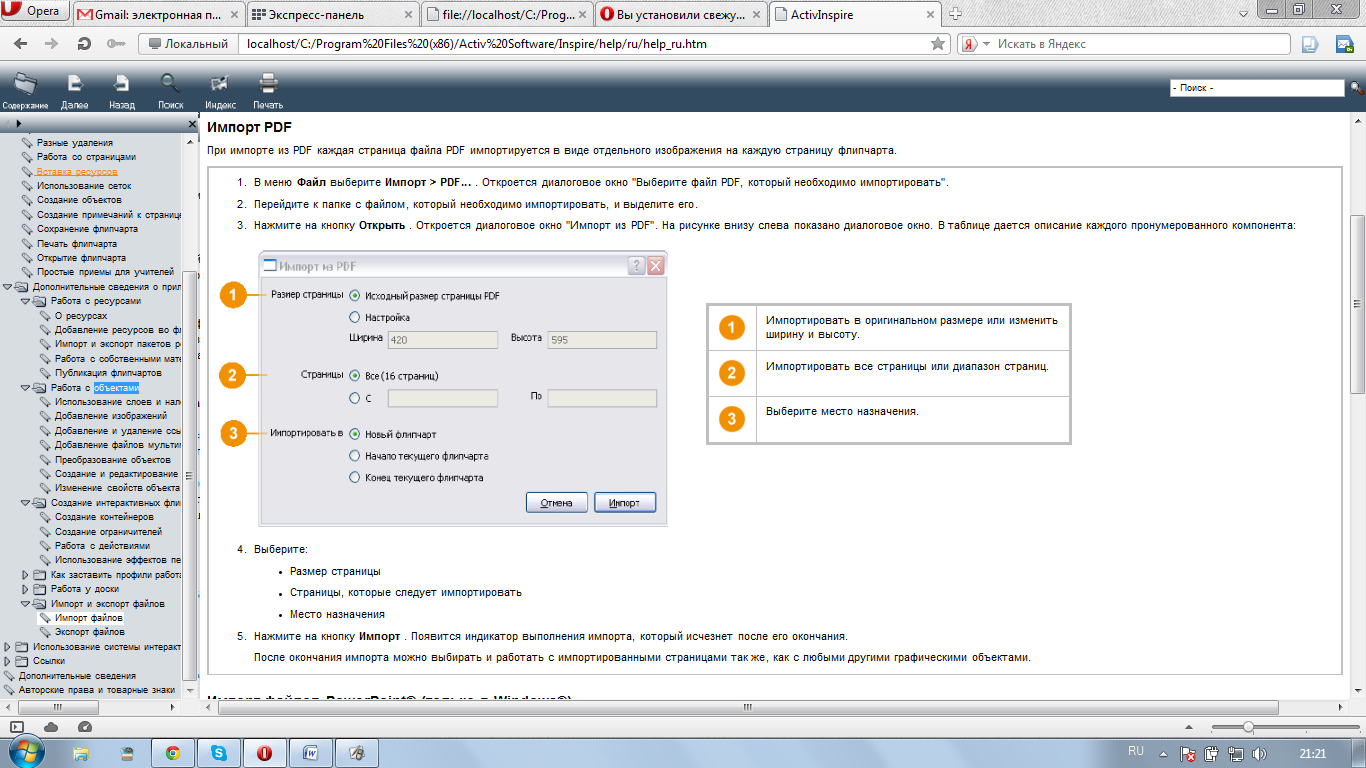 Opera
Gmail: электронная п...
Экспресс-панель
file://localhost/C:/Prog...
Вы установили свежу...
ActivInspire
Локальный
localhost/C:/Program%20Files%20(x86)/Activ%20Software/Inspire/help/ru/help_ru.htm
Искать в Яндекс
Содержание
Далее
Назад
Поиск
Индекс
Печать
- Поиск -
Разные удаления
Работа со страницами
Вставка ресурсов
Использование сеток
Создание объектов
Создание примечаний к странице
Сохранение флипчарта
Печать флипчарта
Открытие флипчарта
Простые приемы для учителей
Дополнительные сведения о прил
Работа с ресурсами
О ресурсах
Добавление ресурсов во фл
Импорт и экспорт пакетов р
Работа с собственными мате
Публикация флипчартов
Работа с объектами
Использование слоев и нал
Добавление изображений
Добавление и удаление ссы
Добавление файлов мульти
Преобразование объектов
Создание и редактирование
Изменение свойств объекта
Создание интерактивных фли
Создание контейнеров
Создание ограничителей
Работа с действиями
Использование эффектов пе
Как заставить профили работа
Работа у доски
Импорт и экспорт файлов
Импорт файлов
Экспорт файлов
Использование системы интеракт
Ссылки
Дополнительные сведения
Авторские права и товарные знаки
Импорт PDF
При импорте из PDF каждая страница файла PDF импортируется в виде отдельного изображения на каждую страницу флипчарта.
1. В меню Файл выберите Импорт > PDF... . Откроется диалоговое окно "Выберите файл PDF, который необходимо импортировать".
2. Перейдите к папке с файлом, который необходимо импортировать, и выделите его.
3. Нажмите на кнопку Открыть . Откроется диалоговое окно "Импорт из PDF". На рисунке внизу слева показано диалоговое окно. В таблице дается описание каждого пронумерованного компонента:
Импорт из PDF
1 Размер страницы Исходный размер страницы PDF
Настройка
Ширина 420 Высота 595
2 Страницы Все (16 страниц)
С По
3 Импортировать в Новый флипчарт
Начало текущего флипчарта
Конец текущего флипчарта
Отмена Импорт
1 Импортировать в оригинальном размере или изменить
ширину и высоту.
2 Импортировать все страницы или диапазон страниц.
3 Выберите место назначения.
4. Выберите:
• Размер страницы
• Страницы, которые следует импортировать
• Место назначения
5. Нажмите на кнопку Импорт . Появится индикатор выполнения импорта, который исчезнет после его окончания.
После окончания импорта можно выбирать и работать с импортированными страницами так же, как с любыми другими графическими объектами.
Импорт файлов PowerPoint® (только в Windows®)
RU
21:21